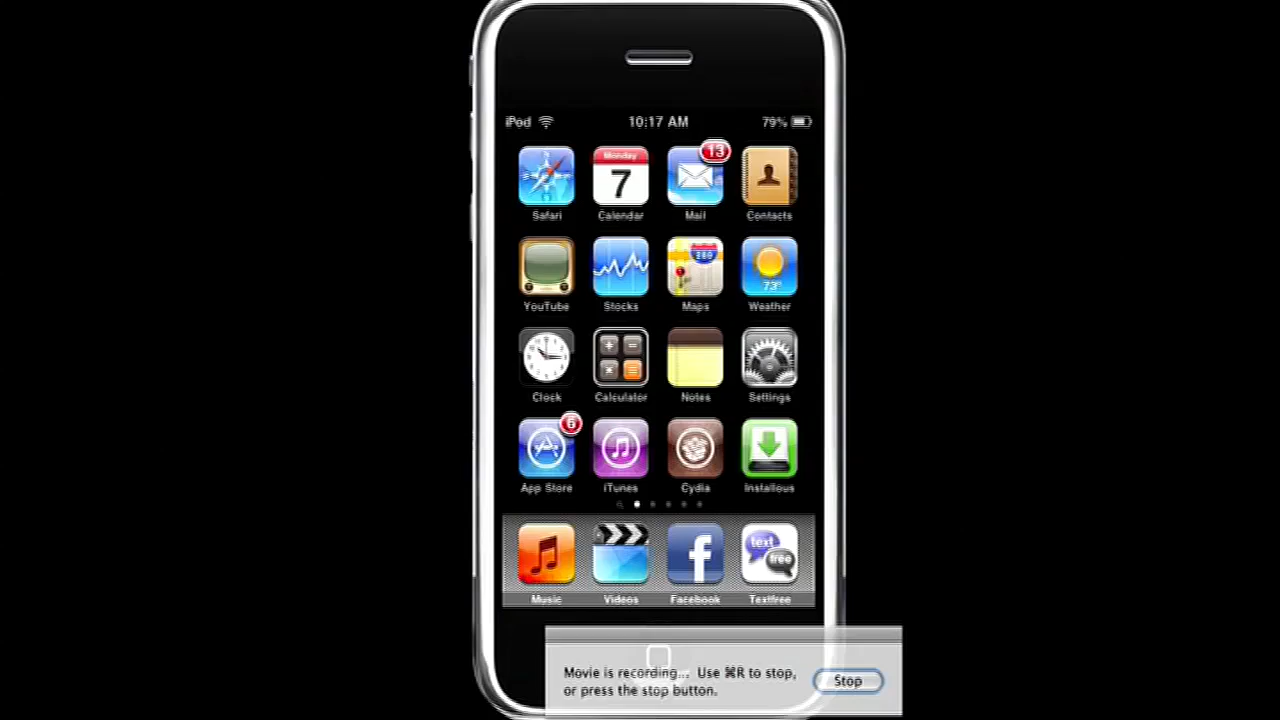 iPod 10:17 AM 79%
Monday 13
7
Safari Calendar Mail Contacts
280
73°
YouTube Stocks Maps Weather
Clock Calculator Notes Settings
6
App Store iTunes Cydia Installous
text
free
Music Videos Facebook Textfree
Movie is recording... Use ⌘R to stop,
or press the stop button.
Stop